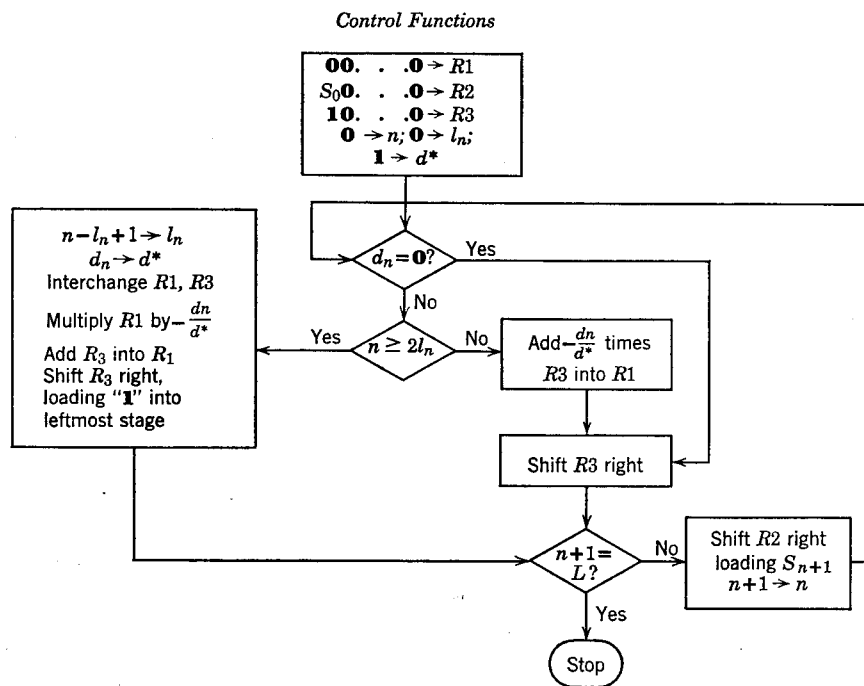 Control Functions
00. . .0→ R1
S₀0. . .0→ R2
10. . .0→ R3
0 → n; 0 → lₙ;
1 → d*
dₙ = 0?
Yes
No
n ≥ 2lₙ
Yes
No
n − lₙ + 1 → lₙ
dₙ → d*
Interchange R1, R3
Multiply R1 by − dn/d*
Add R₃ into R₁
Shift R₃ right,
loading "1" into
leftmost stage
Add − dn/d* times
R3 into R1
Shift R3 right
n + 1 =
L?
No
Yes
Shift R2 right
loading Sₙ₊₁
n + 1 → n
Stop